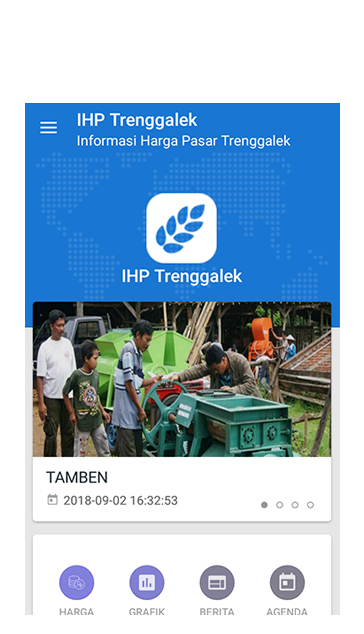 IHP Trenggalek
Informasi Harga Pasar Trenggalek
IHP Trenggalek
TAMBEN
2018-09-02 16:32:53
HARGA GRAFIK BERITA AGENDA